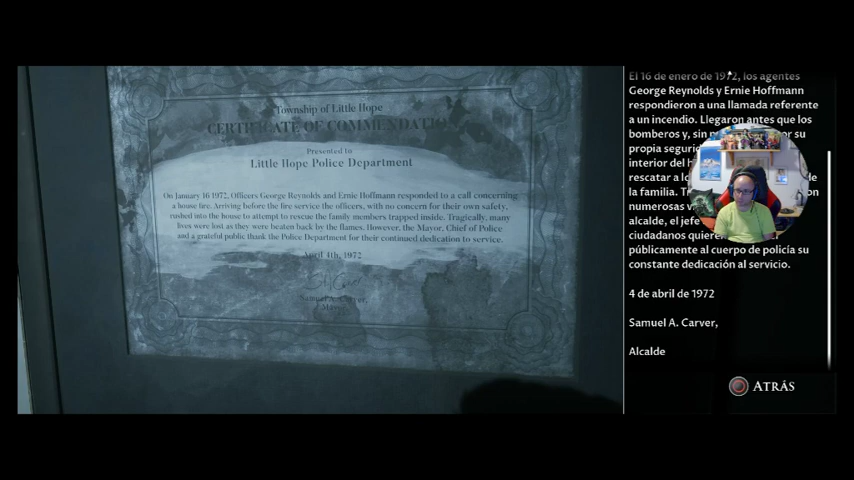 Township of Little Hope
CERTIFICATE OF COMMENDATIO
Presented to
Little Hope Police Department
On January 16 1972, Officers George Reynolds and Ernie Hoffmann responded to a call concerning
a house fire. Arriving before the fire service the officers, with no concern for their own safety,
rushed into the house to attempt to rescue the family members trapped inside. Tragically, many
lives were lost as they were beaten back by the flames. However, the Mayor, Chief of Police
and a grateful public thank the Police Department for their continued dedication to service.
April 4th, 1972
Samuel A. Carver,
Mayor
El 16 de enero de 1972, los agentes
George Reynolds y Ernie Hoffmann
respondieron a una llamada referente
a un incendio. Llegaron antes que los
bomberos y, sin su
propia
interior del
rescatar a de
la familia.
numerosas
alcalde, el jefe
ciudadanos
públicamente al cuerpo de policía su
constante dedicación al servicio.
4 de abril de 1972
Samuel A. Carver,
Alcalde
ATRÁS